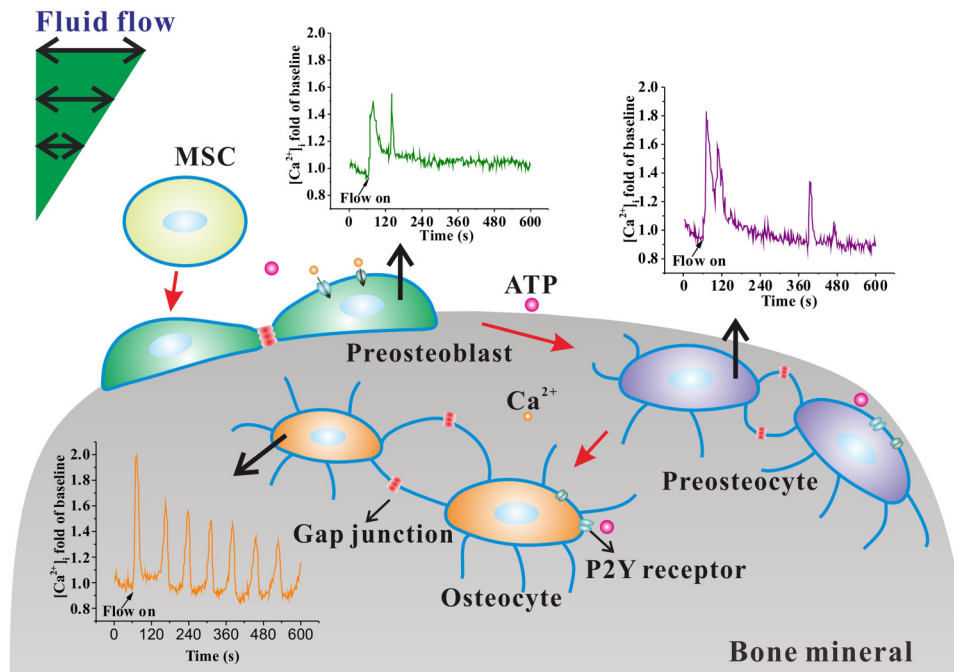 Fluid flow
MSC
[Ca²⁺]ᵢ fold of baseline
1.8
1.6
1.4
1.2
1.0
0.8
Flow on
0 120 240 360 480 600
Time (s)
[Ca²⁺]ᵢ fold of baseline
2.0
1.8
1.6
1.4
1.2
1.0
0.8
Flow on
0 120 240 360 480 600
Time (s)
ATP
Preosteoblast
Ca²⁺
Preosteocyte
Gap junction
P2Y receptor
Osteocyte
[Ca²⁺]ᵢ fold of baseline
2.0
1.8
1.6
1.4
1.2
1.0
0.8
Flow on
0 120 240 360 480 600
Time (s)
Bone mineral